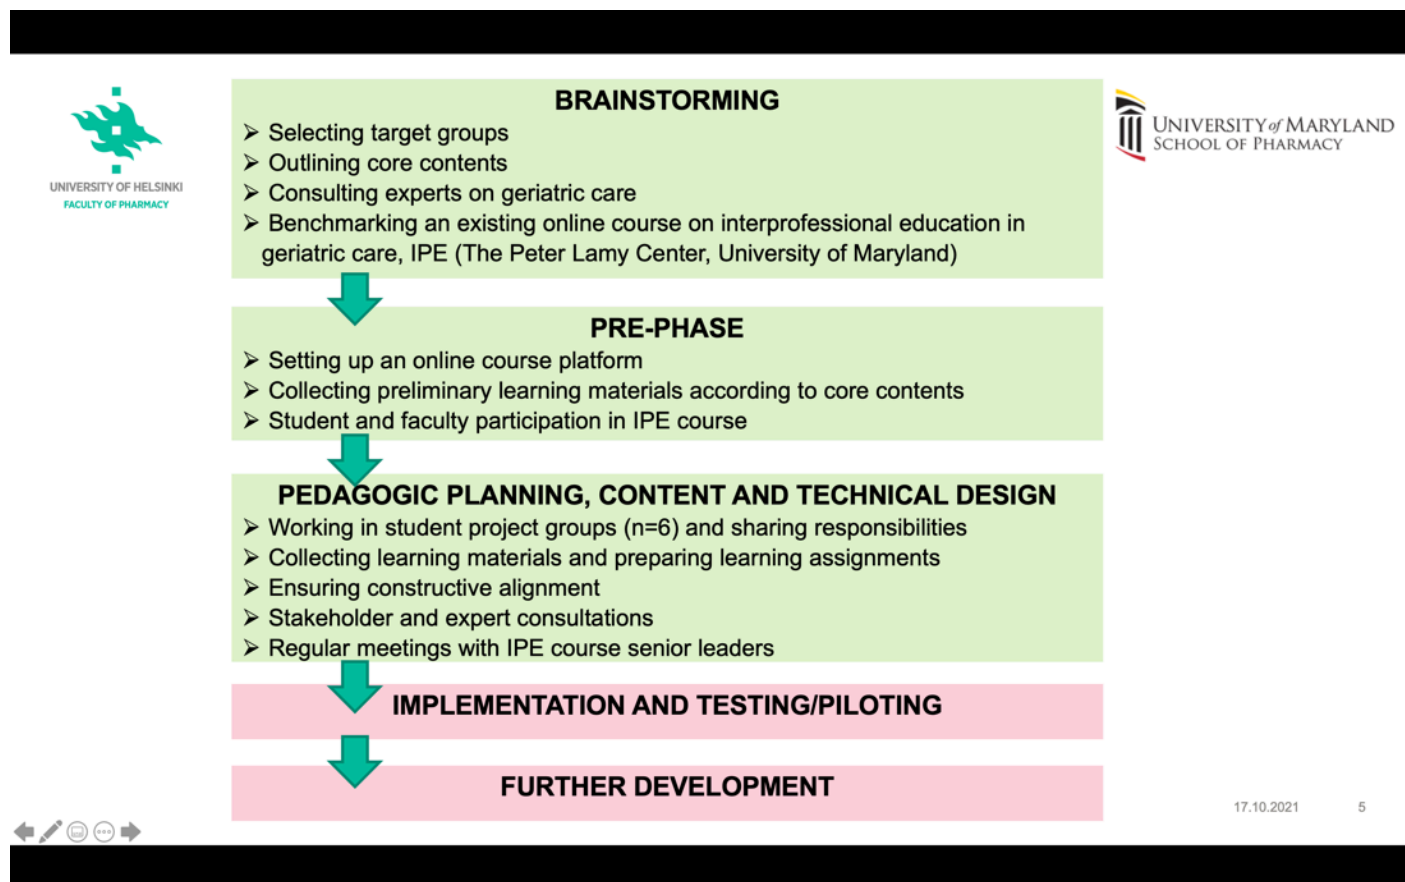 UNIVERSITY OF HELSINKI
FACULTY OF PHARMACY
UNIVERSITY of MARYLAND
SCHOOL OF PHARMACY
BRAINSTORMING
➢ Selecting target groups
➢ Outlining core contents
➢ Consulting experts on geriatric care
➢ Benchmarking an existing online course on interprofessional education in
geriatric care, IPE (The Peter Lamy Center, University of Maryland)
PRE-PHASE
➢ Setting up an online course platform
➢ Collecting preliminary learning materials according to core contents
➢ Student and faculty participation in IPE course
PEDAGOGIC PLANNING, CONTENT AND TECHNICAL DESIGN
➢ Working in student project groups (n=6) and sharing responsibilities
➢ Collecting learning materials and preparing learning assignments
➢ Ensuring constructive alignment
➢ Stakeholder and expert consultations
➢ Regular meetings with IPE course senior leaders
IMPLEMENTATION AND TESTING/PILOTING
FURTHER DEVELOPMENT
17.10.2021 5